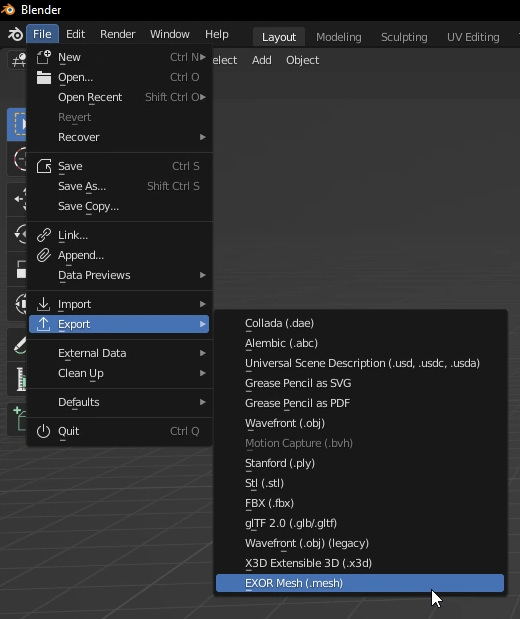 Blender
File Edit Render Window Help Layout Modeling Sculpting UV Editing
elect Add Object
New Ctrl N
Open... Ctrl O
Open Recent Shift Ctrl O
Revert
Recover
Save Ctrl S
Save As... Shift Ctrl S
Save Copy...
Link...
Append...
Data Previews
Import
Export
External Data
Clean Up
Defaults
Quit Ctrl Q
Collada (.dae)
Alembic (.abc)
Universal Scene Description (.usd, .usdc, .usda)
Grease Pencil as SVG
Grease Pencil as PDF
Wavefront (.obj)
Motion Capture (.bvh)
Stanford (.ply)
Stl (.stl)
FBX (.fbx)
glTF 2.0 (.glb/.gltf)
Wavefront (.obj) (legacy)
X3D Extensible 3D (.x3d)
EXOR Mesh (.mesh)